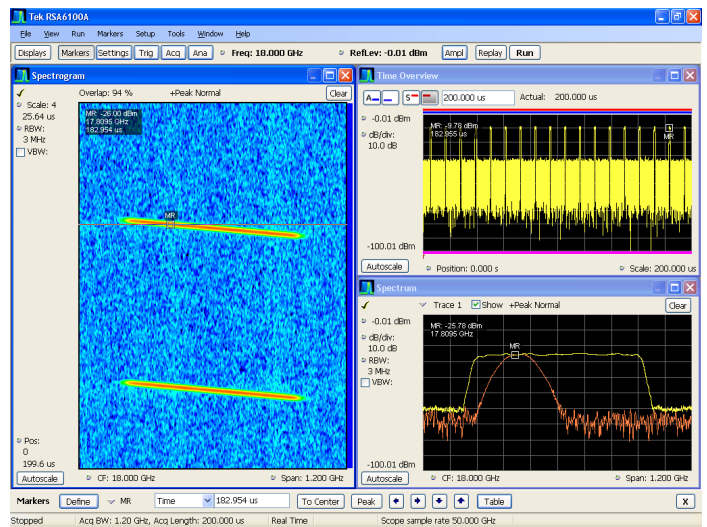 Tek RSA6100A
File View Run Markers Setup Tools Window Help
Displays Markers Settings Trig Acq Ana Freq: 18.000 GHz RefLev: -0.01 dBm Ampl Replay Run
Spectrogram
Overlap: 94 % +Peak Normal Clear
Scale: 4
25.64 us
RBW:
3 MHz
VBW:
MR: -26.00 dBm
17.8095 GHz
182.954 us
MR
Pos:
0
199.6 us
Autoscale CF: 18.000 GHz Span: 1.200 GHz
Time Overview
200.000 us Actual: 200.000 us
-0.01 dBm
dB/div:
10.0 dB
MR: -9.78 dBm
182.955 us
MR
-100.01 dBm
Autoscale Position: 0.000 s Scale: 200.000 us
Spectrum
Trace 1 Show +Peak Normal Clear
-0.01 dBm
dB/div:
10.0 dB
RBW:
3 MHz
VBW:
MR: -25.78 dBm
17.8095 GHz
MR
-100.01 dBm
Autoscale CF: 18.000 GHz Span: 1.200 GHz
Markers Define MR Time 182.954 us To Center Peak Table X
Stopped Acq BW: 1.20 GHz, Acq Length: 200.000 us Real Time Scope sample rate 50.000 GHz